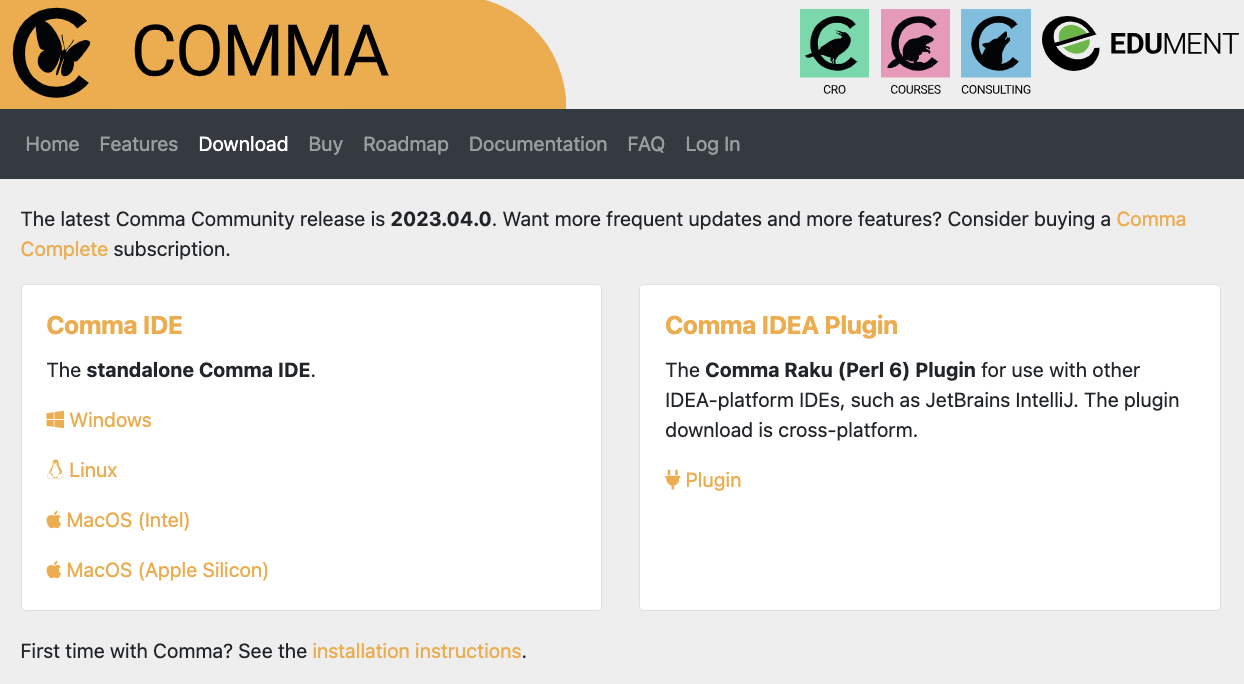 COMMA
CRO
COURSES
CONSULTING
EDUMENT
Home Features Download Buy Roadmap Documentation FAQ Log In
The latest Comma Community release is 2023.04.0. Want more frequent updates and more features? Consider buying a Comma
Complete subscription.
Comma IDE
The standalone Comma IDE.
Windows
Linux
MacOS (Intel)
MacOS (Apple Silicon)
Comma IDEA Plugin
The Comma Raku (Perl 6) Plugin for use with other
IDEA-platform IDEs, such as JetBrains IntelliJ. The plugin
download is cross-platform.
Plugin
First time with Comma? See the installation instructions.